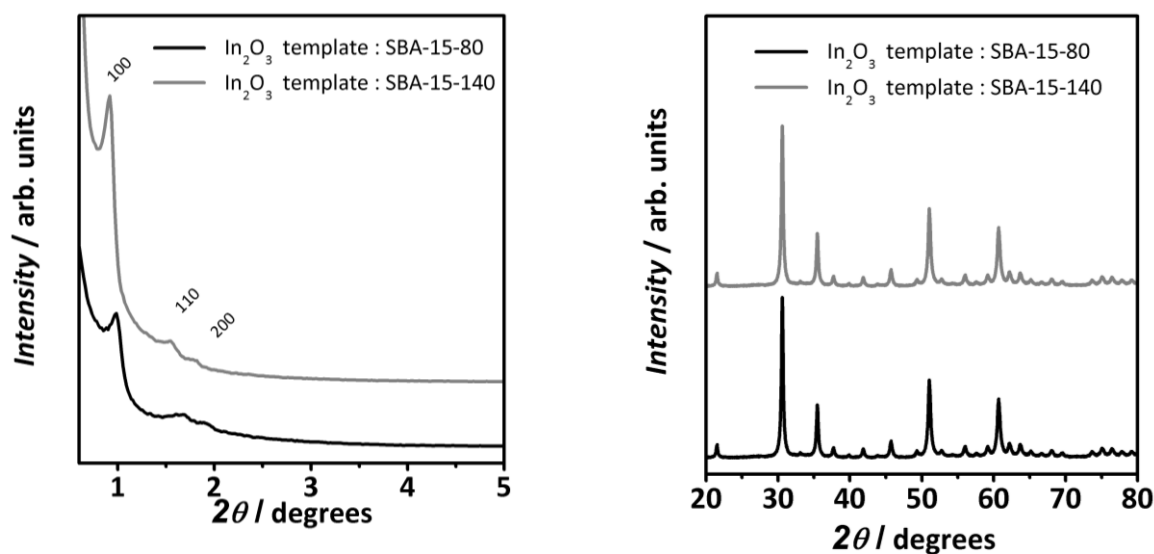 In₂O₃ template : SBA-15-80
In₂O₃ template : SBA-15-140
100
110
200
Intensity / arb. units
1 2 3 4 5
2θ / degrees
In₂O₃ template : SBA-15-80
In₂O₃ template : SBA-15-140
Intensity / arb. units
20 30 40 50 60 70 80
2θ / degrees